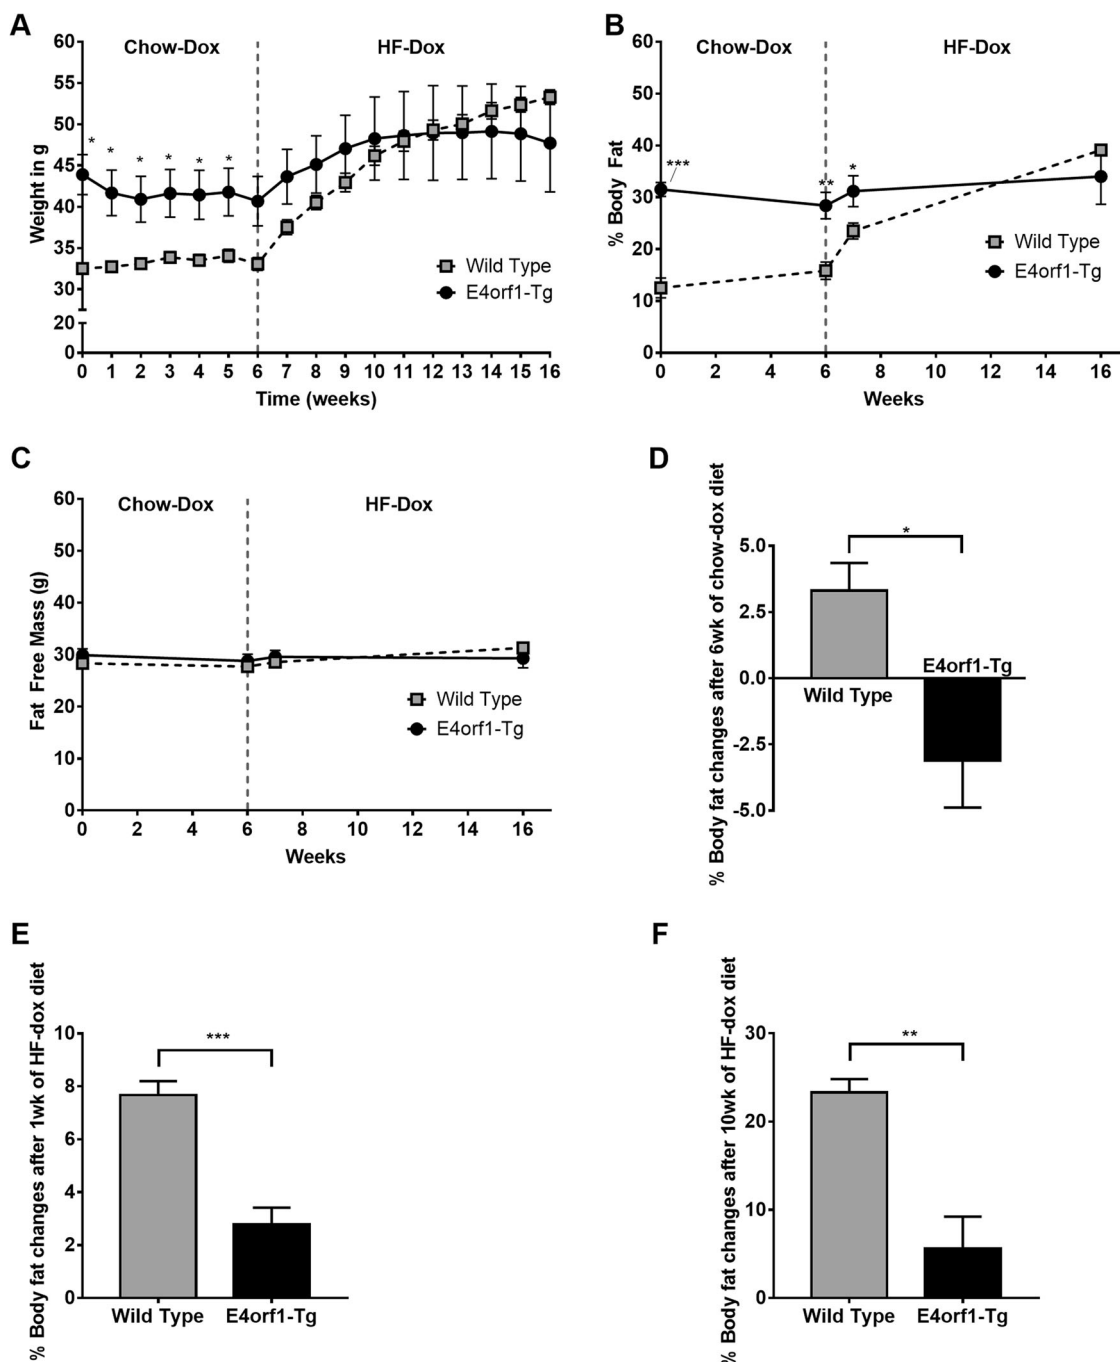 A
Chow-Dox
HF-Dox
Weight in g
60
55
50
45
40
35
30
20
0
*
*
*
*
*
*
Wild Type
E4orf1-Tg
0 1 2 3 4 5 6 7 8 9 10 11 12 13 14 15 16
Time (weeks)
B
Chow-Dox
HF-Dox
% Body Fat
60
50
40
30
20
10
0
***
**
*
Wild Type
E4orf1-Tg
0 2 4 6 8 10 12 14 16
Weeks
C
Chow-Dox
HF-Dox
Fat Free Mass (g)
60
50
40
30
20
10
0
Wild Type
E4orf1-Tg
0 2 4 6 8 10 12 14 16
Weeks
D
% Body fat changes after 6wk of chow-dox diet
5.0
2.5
0.0
-2.5
-5.0
*
Wild Type
E4orf1-Tg
E
% Body fat changes after 1wk of HF-dox diet
10
8
6
4
2
0
***
Wild Type E4orf1-Tg
F
% Body fat changes after 10wk of HF-dox diet
30
20
10
0
**
Wild Type E4orf1-Tg